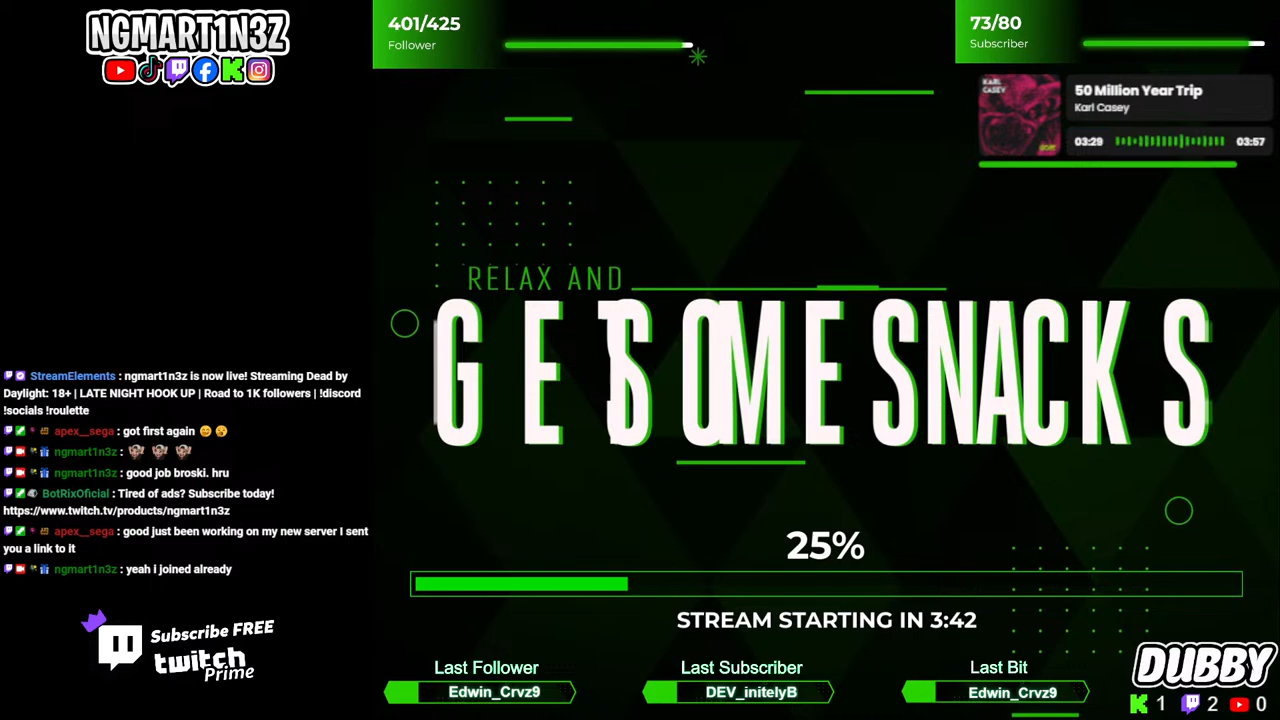 NGMART1N3Z
401/425
Follower
73/80
Subscriber
KARL
CASEY
50 Million Year Trip
Karl Casey
03:29
03:57
RELAX AND
GET SOME SNACKS
StreamElements : ngmart1n3z is now live! Streaming Dead by
Daylight: 18+ | LATE NIGHT HOOK UP | Road to 1K followers | !discord
!socials !roulette
apex__sega : got first again
ngmart1n3z :
ngmart1n3z : good job broski. hru
BotRixOficial : Tired of ads? Subscribe today!
https://www.twitch.tv/products/ngmart1n3z
apex__sega : good just been working on my new server I sent
you a link to it
ngmart1n3z : yeah i joined already
25%
STREAM STARTING IN 3:42
Subscribe FREE
twitch
Prime
Last Follower
Edwin_Crvz9
Last Subscriber
DEV_initelyB
Last Bit
Edwin_Crvz9
DUBBY
1 2 0